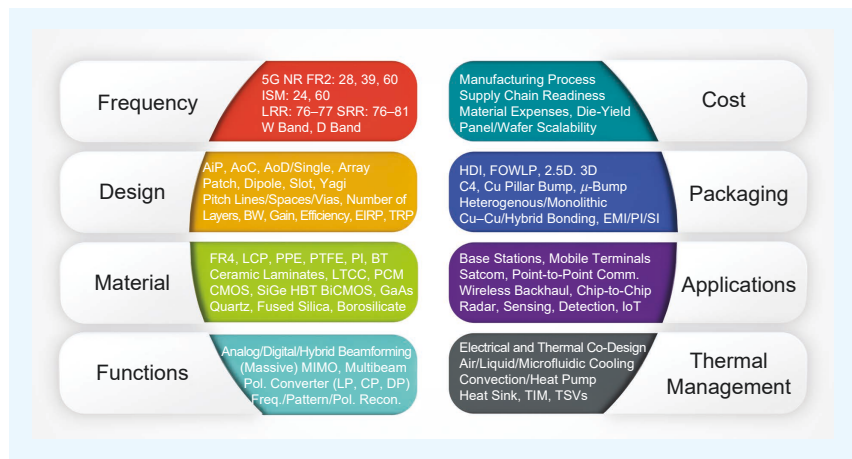 Frequency
5G NR FR2: 28, 39, 60
ISM: 24, 60
LRR: 76–77 SRR: 76–81
W Band, D Band
Design
AiP, AoC, AoD/Single, Array
Patch, Dipole, Slot, Yagi
Pitch Lines/Spaces/Vias, Number of
Layers, BW, Gain, Efficiency, EIRP, TRP
Material
FR4, LCP, PPE, PTFE, PI, BT
Ceramic Laminates, LTCC, PCM
CMOS, SiGe HBT BiCMOS, GaAs
Quartz, Fused Silica, Borosilicate
Functions
Analog/Digital/Hybrid Beamforming
(Massive) MIMO, Multibeam
Pol. Converter (LP, CP, DP)
Freq./Pattern/Pol. Recon.
Manufacturing Process
Supply Chain Readiness
Material Expenses, Die-Yield
Panel/Wafer Scalability
Cost
HDI, FOWLP, 2.5D. 3D
C4, Cu Pillar Bump, μ-Bump
Heterogenous/Monolithic
Cu–Cu/Hybrid Bonding, EMI/PI/SI
Packaging
Base Stations, Mobile Terminals
Satcom, Point-to-Point Comm.
Wireless Backhaul, Chip-to-Chip
Radar, Sensing, Detection, IoT
Applications
Electrical and Thermal Co-Design
Air/Liquid/Microfluidic Cooling
Convection/Heat Pump
Heat Sink, TIM, TSVs
Thermal
Management